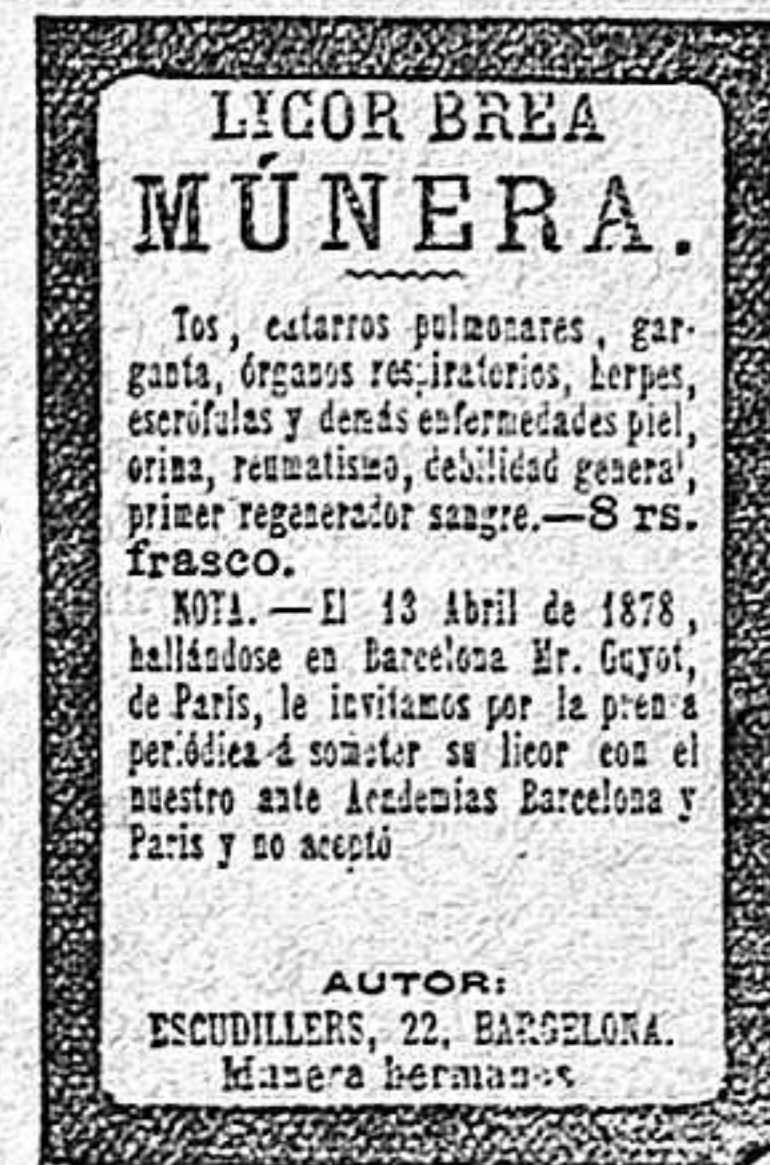 LICOR BREA
MÚNERA.
Tos, catarros pulmonares, gar-
ganta, órganos respiratorios, herpes,
escrófulas y demás enfermedades piel,
orina, reumatismo, debilidad general,
primer regenerador sangre.—8 rs.
frasco.
NOTA.—El 13 Abril de 1878,
hallándose en Barcelona Mr. Guyot,
de París, le invitamos por la prensa
periódica á someter su licor con el
nuestro ante Academias Barcelona y
Paris y no aceptó
AUTOR:
ESCUDILLERS, 22, BARCELONA.
Munera hermanos